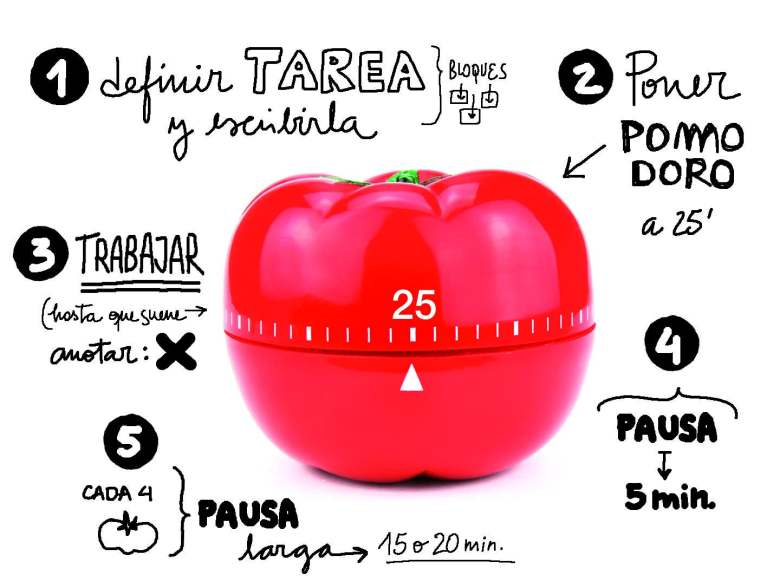 1 definir TAREA
y escribirla
BLOQUES
2 Poner
POMO
DORO
a 25'
3 TRABAJAR
(hasta que suene
anotar: X
25
4
PAUSA
5 min.
5
CADA 4
PAUSA
larga 15 o 20 min.